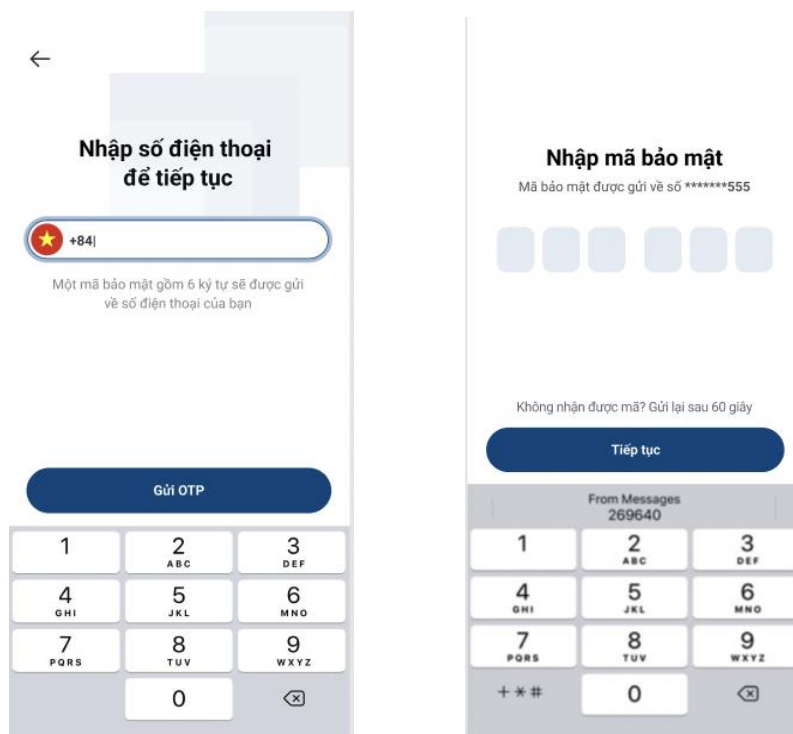 Nhập số điện thoại
để tiếp tục
+84
Một mã bảo mật gồm 6 ký tự sẽ được gửi
về số điện thoại của bạn
Gửi OTP
1
2
ABC
3
DEF
4
GHI
5
JKL
6
MNO
7
PQRS
8
TUV
9
WXYZ
0
Nhập mã bảo mật
Mã bảo mật được gửi về số *******555
Không nhận được mã? Gửi lại sau 60 giây
Tiếp tục
From Messages
269640
1
2
ABC
3
DEF
4
GHI
5
JKL
6
MNO
7
PQRS
8
TUV
9
WXYZ
+*#
0